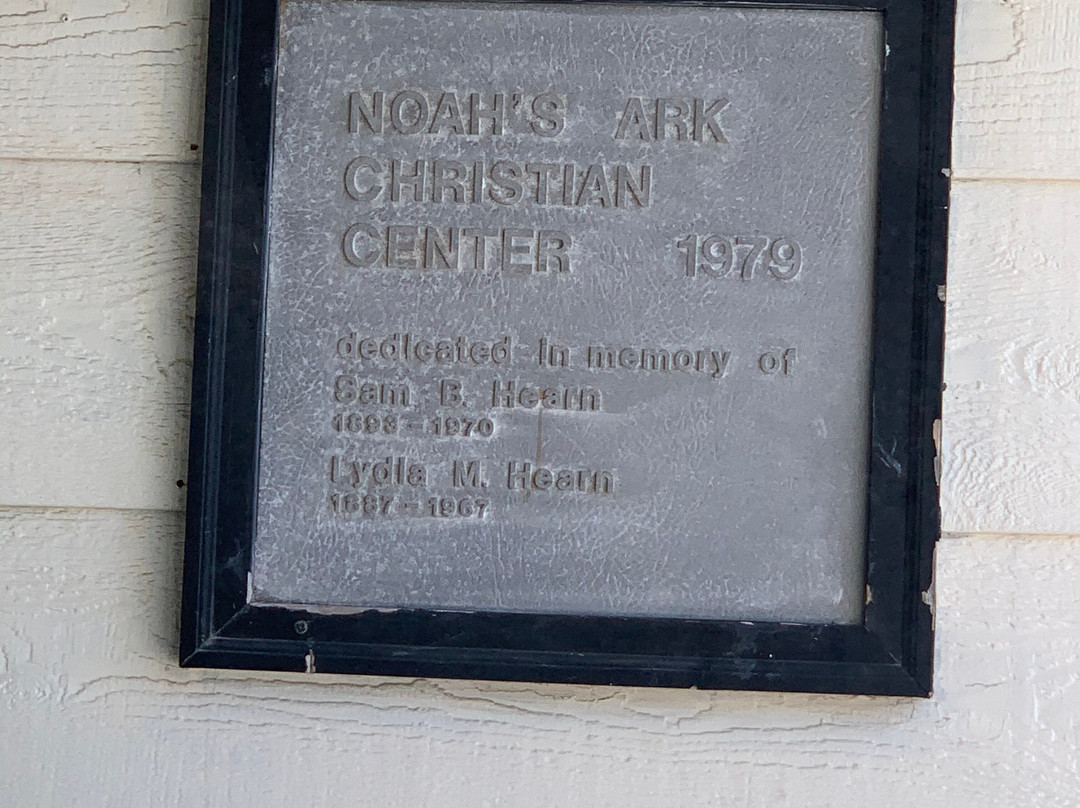 NOAH'S ARK
CHRISTIAN
CENTER 1979
dedicated in memory of
Sam B. Hearn
1893 - 1970
Lydia M. Hearn
1887 - 1967